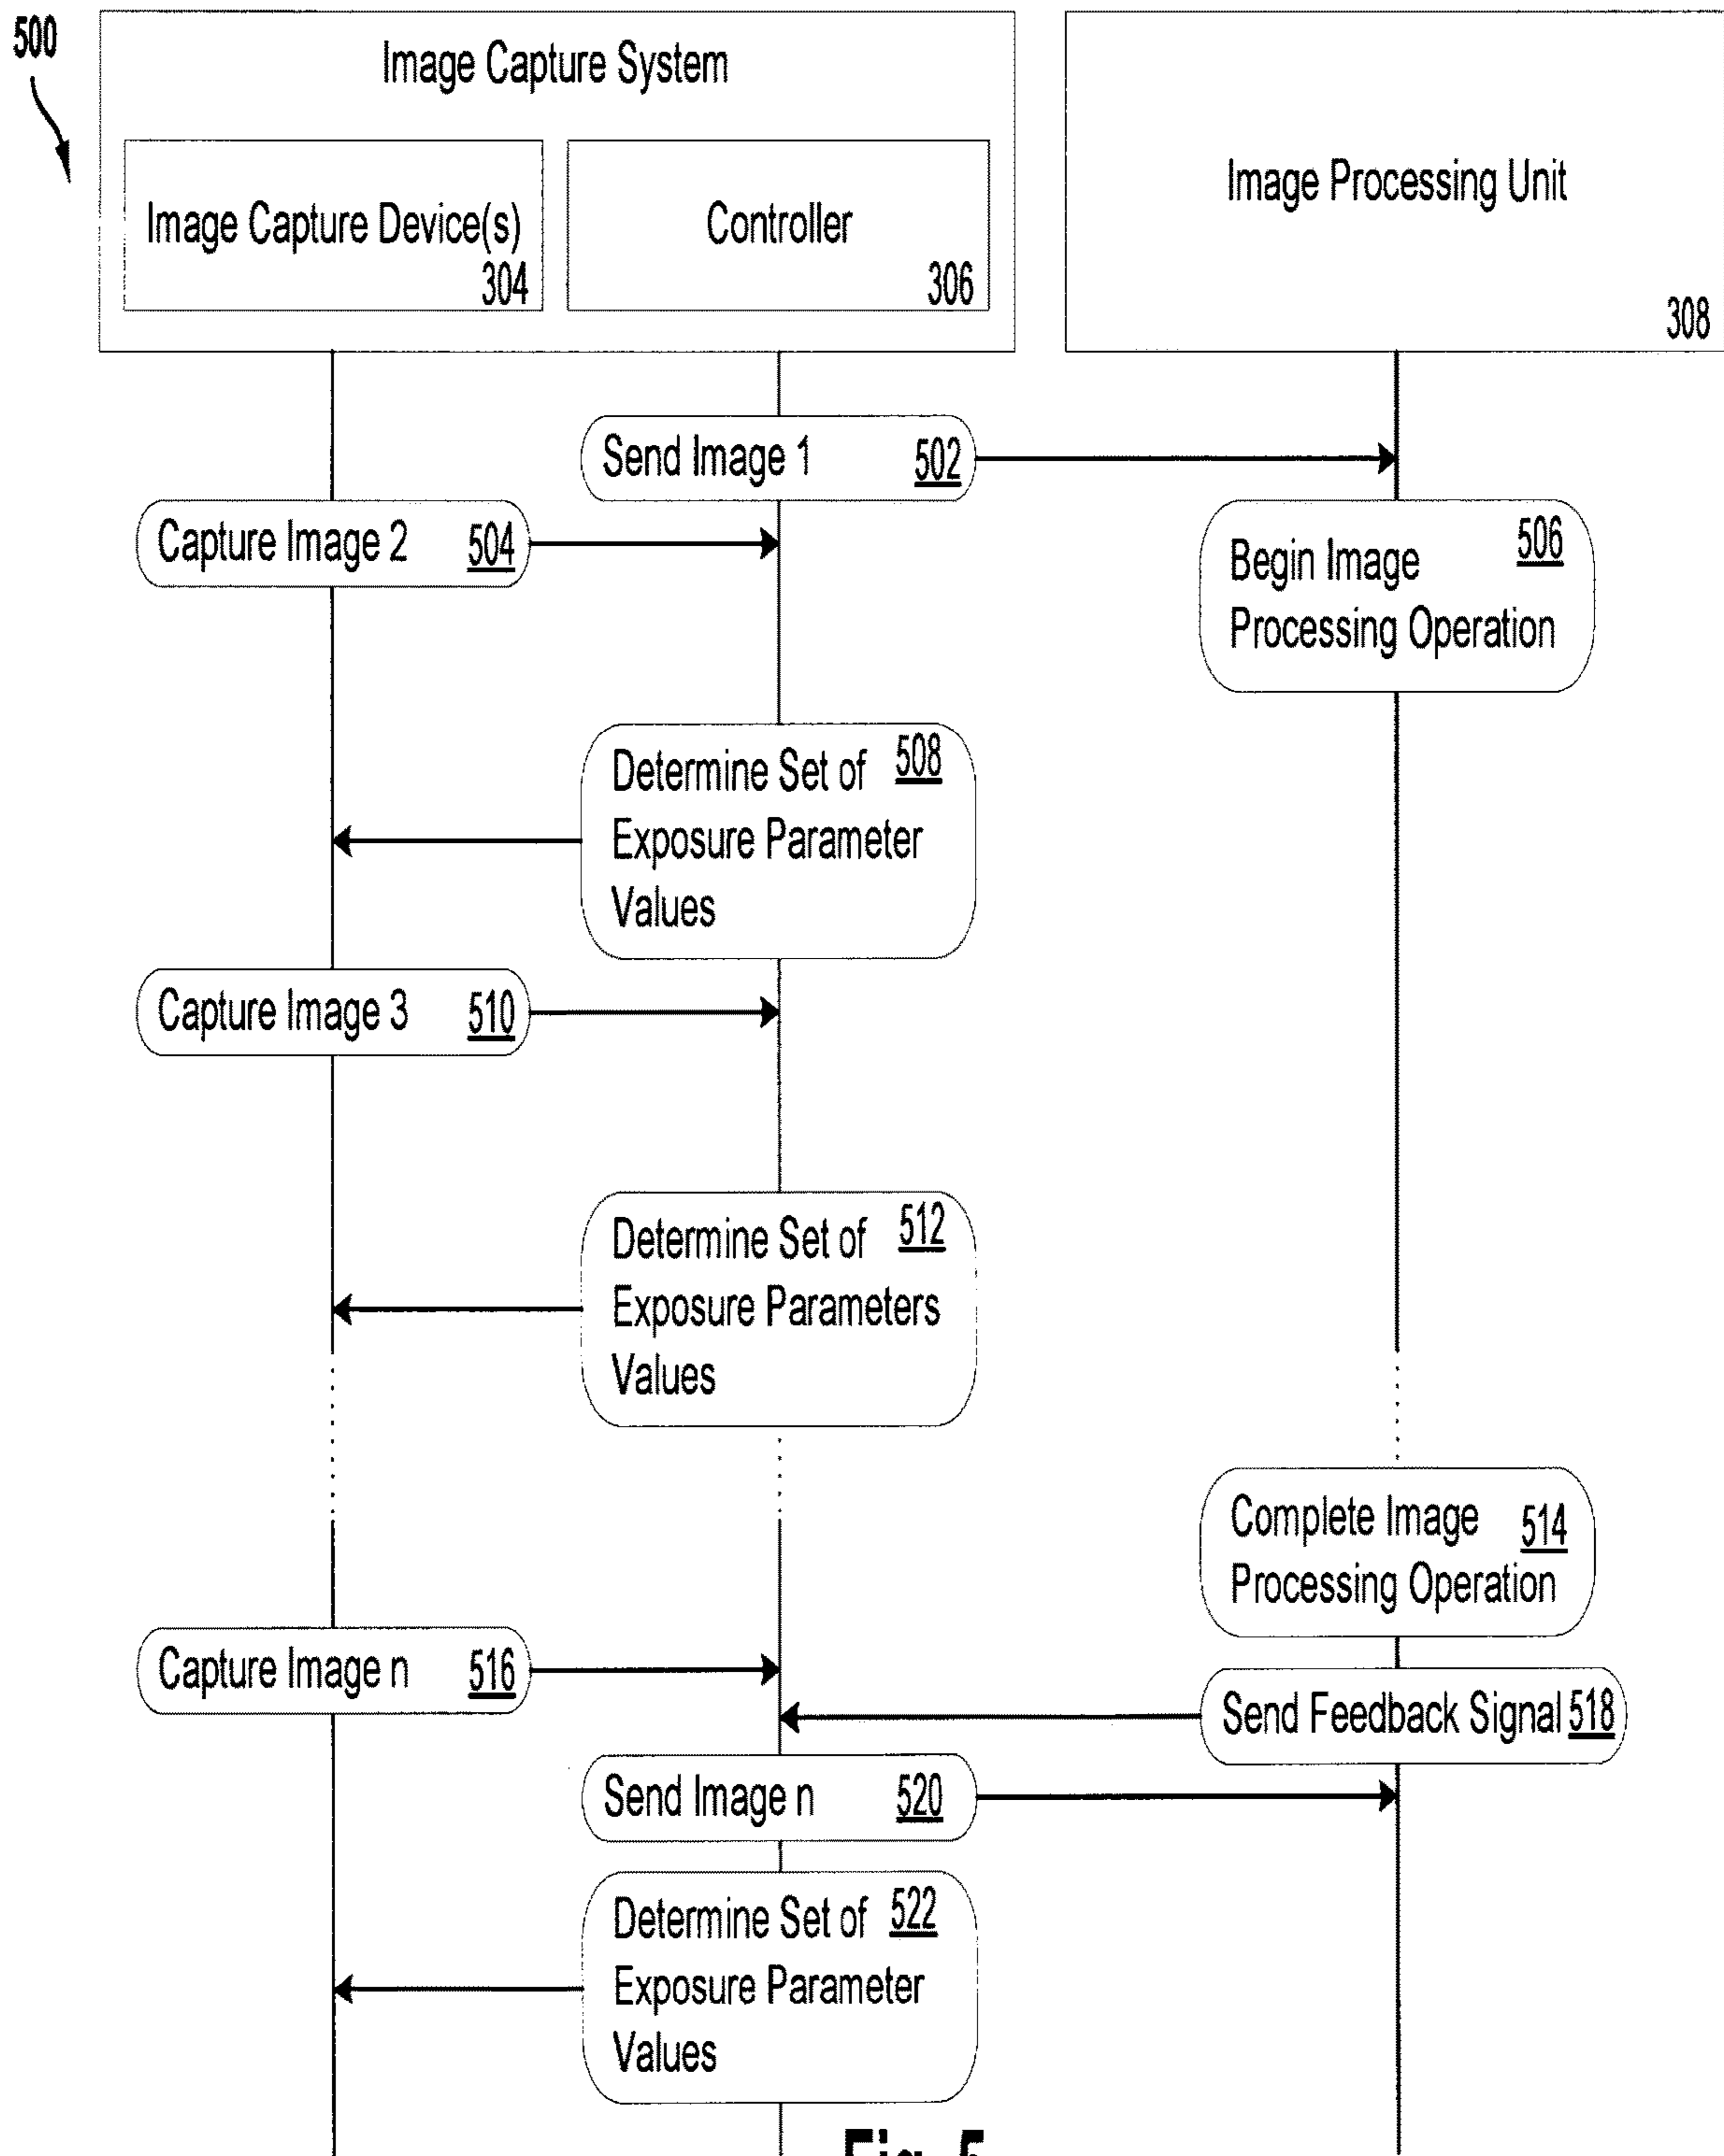 500
Image Capture System
Image Capture Device(s)
304
Controller
306
Image Processing Unit
308
Send Image 1 502
Capture Image 2 504
Begin Image 506
Processing Operation
Determine Set of 508
Exposure Parameter
Values
Capture Image 3 510
Determine Set of 512
Exposure Parameters
Values
Complete Image 514
Processing Operation
Capture Image n 516
Send Feedback Signal 518
Send Image n 520
Determine Set of 522
Exposure Parameter
Values
Fig. 5